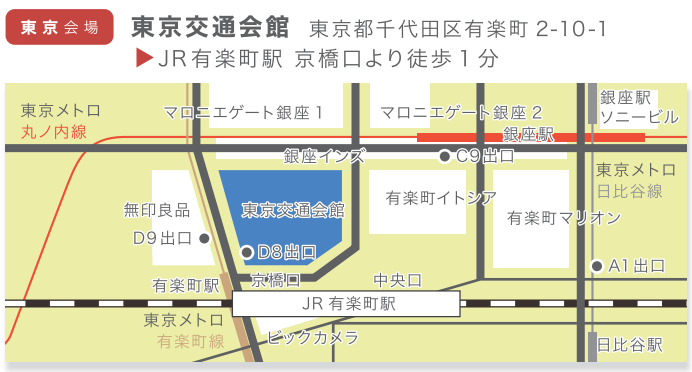 東京会場 東京交通会館 東京都千代田区有楽町2-10-1
▶JR有楽町駅 京橋口より徒歩1分
東京メトロ
丸ノ内線
マロニエゲート銀座1
マロニエゲート銀座2
銀座駅
ソニービル
銀座駅
銀座インズ
C9出口
東京メトロ
日比谷線
無印良品
D9出口
東京交通会館
D8出口
有楽町イトシア
有楽町マリオン
A1出口
有楽町駅
京橋口
中央口
JR有楽町駅
東京メトロ
有楽町線
ビックカメラ
日比谷駅